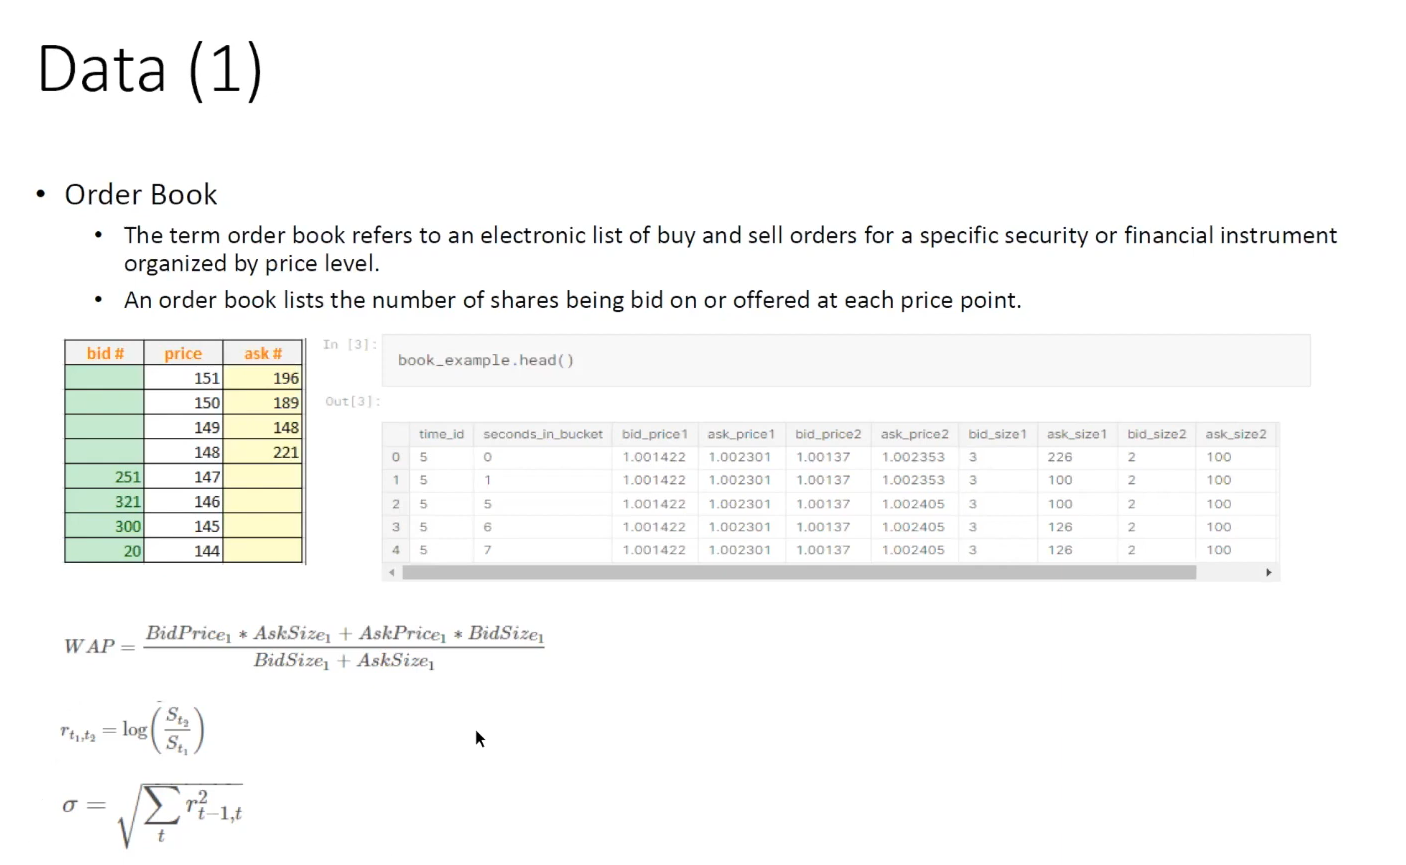 Data (1)
• Order Book
• The term order book refers to an electronic list of buy and sell orders for a specific security or financial instrument
organized by price level.
• An order book lists the number of shares being bid on or offered at each price point.
bid # price ask #
151 196
150 189
149 148
148 221
251 147
321 146
300 145
20 144
In [3]:
book_example.head()
Out[3]:
time_id seconds_in_bucket bid_price1 ask_price1 bid_price2 ask_price2 bid_size1 ask_size1 bid_size2 ask_size2
0 5 0 1.001422 1.002301 1.00137 1.002353 3 226 2 100
1 5 1 1.001422 1.002301 1.00137 1.002353 3 100 2 100
2 5 5 1.001422 1.002301 1.00137 1.002405 3 100 2 100
3 5 6 1.001422 1.002301 1.00137 1.002405 3 126 2 100
4 5 7 1.001422 1.002301 1.00137 1.002405 3 126 2 100
WAP = \frac{BidPrice_1 * AskSize_1 + AskPrice_1 * BidSize_1}{BidSize_1 + AskSize_1}
r_{t_1,t_2} = \log\left(\frac{S_{t_2}}{S_{t_1}}\right)
σ = \sqrt{\sum_t r_{t-1,t}^2}